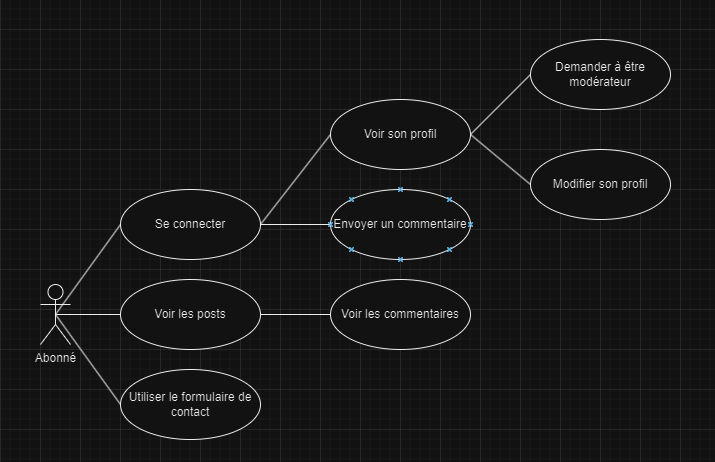 Demander à être
modérateur
Voir son profil
Modifier son profil
Se connecter
Envoyer un commentaire
Voir les posts
Voir les commentaires
Abonné
Utiliser le formulaire de
contact